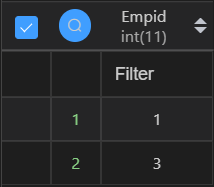 Empid
int(11)
Filter
1 1
2 3